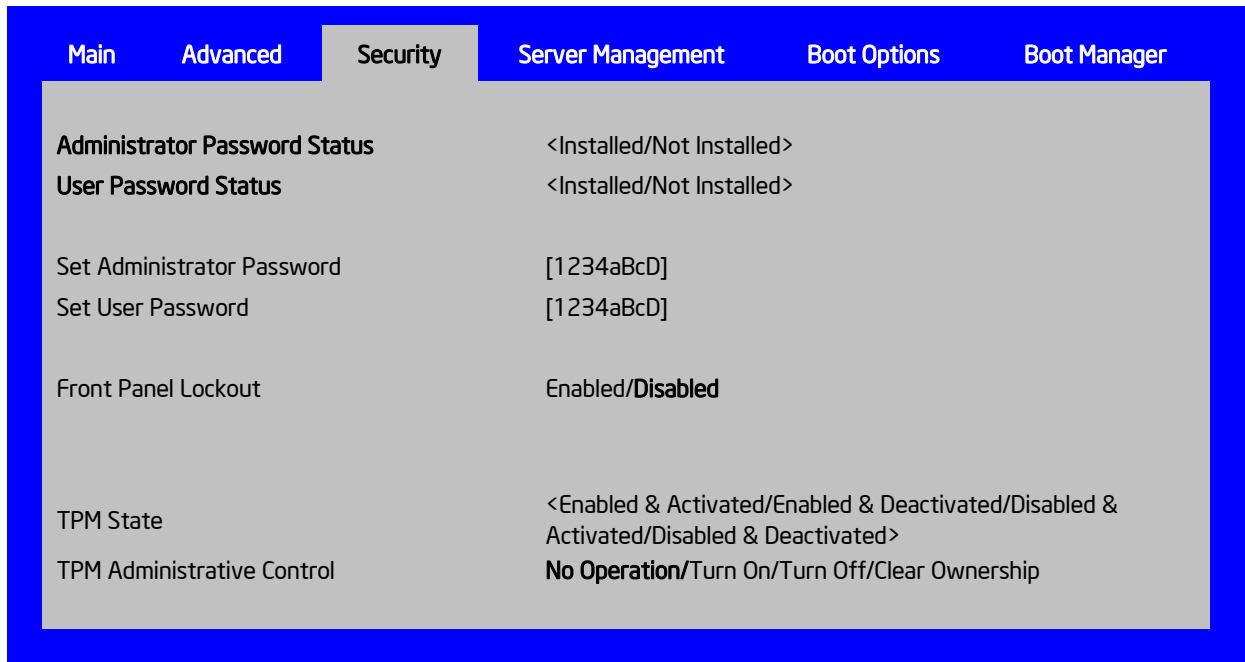 Main Advanced Security Server Management Boot Options Boot Manager
Administrator Password Status <Installed/Not Installed>
User Password Status <Installed/Not Installed>
Set Administrator Password [1234aBcD]
Set User Password [1234aBcD]
Front Panel Lockout Enabled/Disabled
TPM State <Enabled & Activated/Enabled & Deactivated/Disabled &
Activated/Disabled & Deactivated>
TPM Administrative Control No Operation/Turn On/Turn Off/Clear Ownership